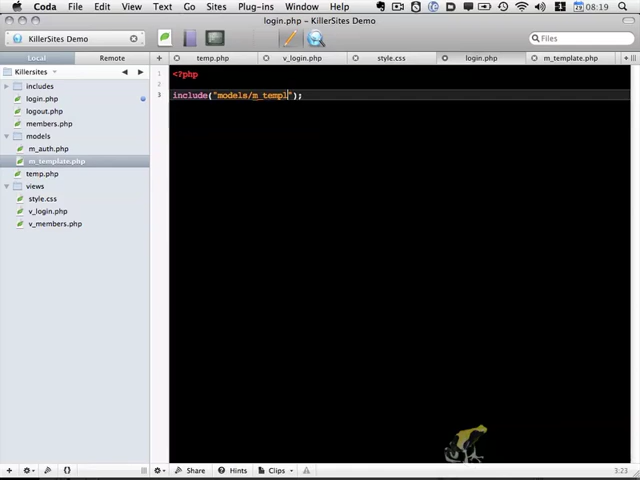 Coda File Edit View Text Go Sites Plug-ins Window Help 08:19
login.php — KillerSites Demo
KillerSites Demo
Files
Local Remote temp.php v_login.php style.css login.php m_template.php
Killersites
1 <?php
includes
2
login.php
3 include("models/m_templ");
logout.php
members.php
models
m_auth.php
m_template.php
temp.php
views
style.css
v_login.php
v_members.php
Share Hints Clips 3:23